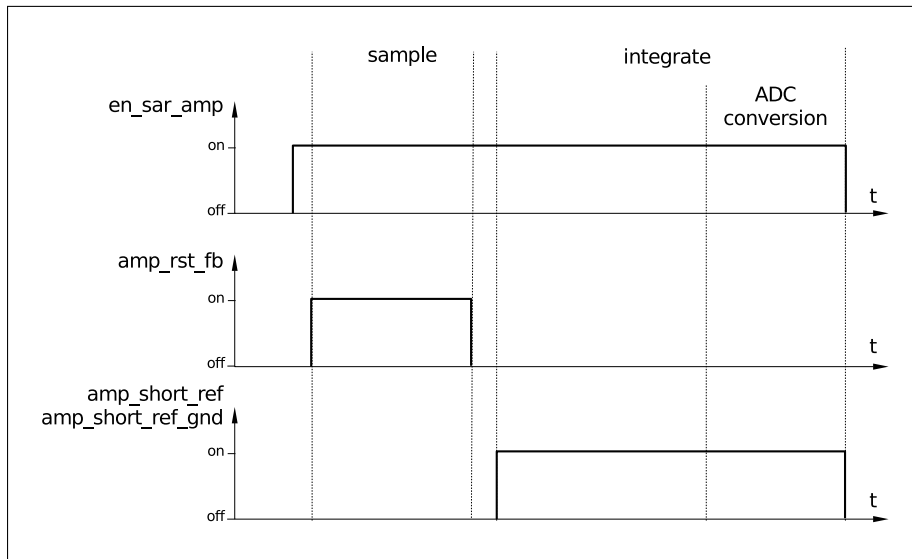 sample
integrate
ADC
conversion
en_sar_amp
on
off
t
amp_rst_fb
on
off
t
amp_short_ref
amp_short_ref_gnd
on
off
t